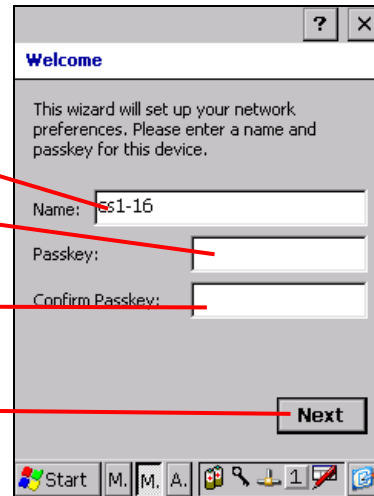 ?
Welcome
This wizard will set up your network
preferences. Please enter a name and
passkey for this device.
Name: cs1-16
Passkey:
Confirm Passkey:
Next
Start M. M. A. 1